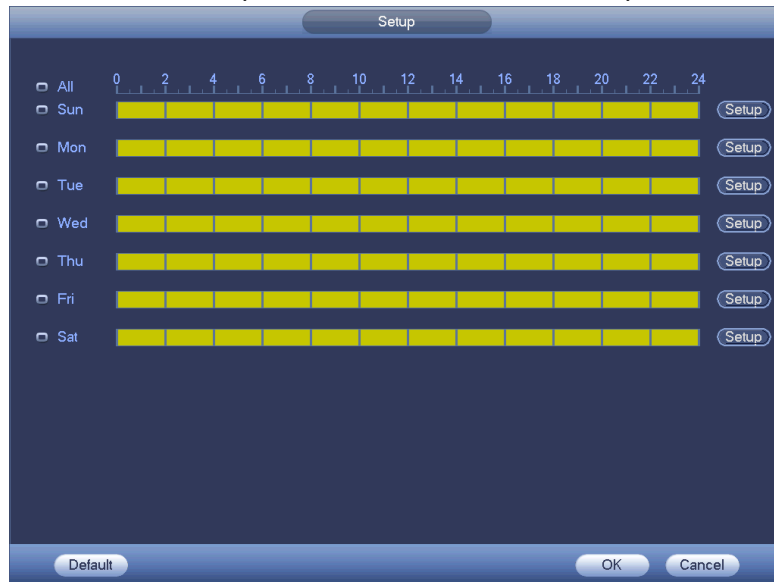 Setup
All 0 2 4 6 8 10 12 14 16 18 20 22 24
Sun Setup
Mon Setup
Tue Setup
Wed Setup
Thu Setup
Fri Setup
Sat Setup
Default OK Cancel